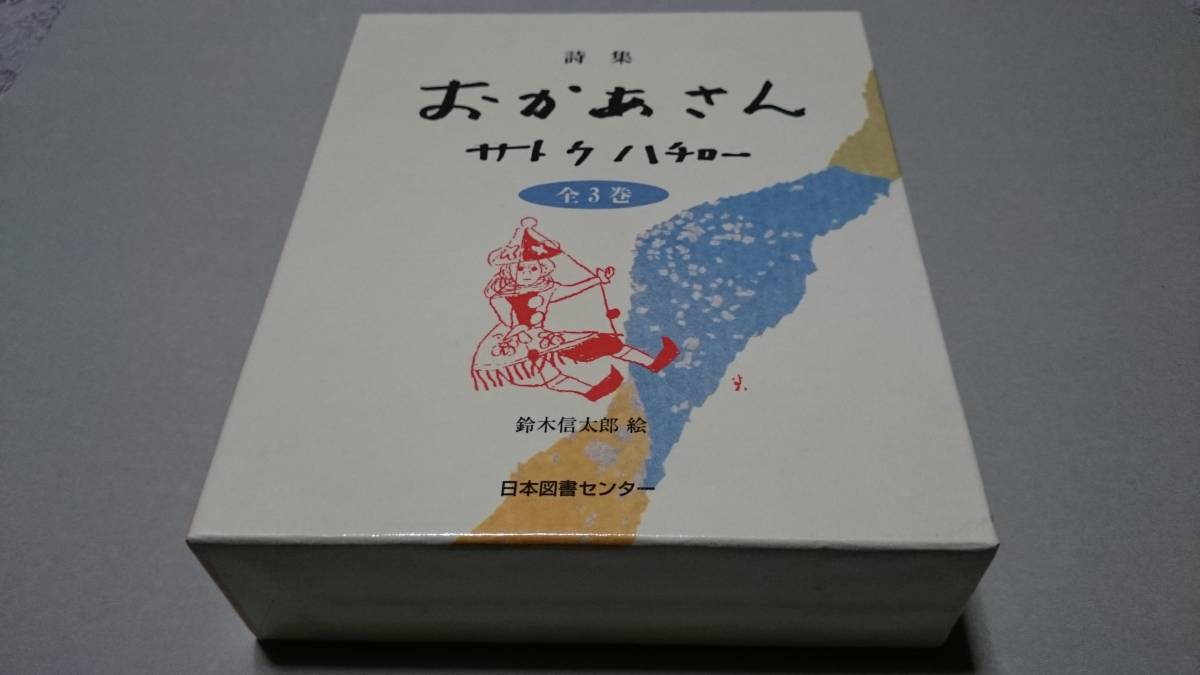 詩集
おかあさん
サトウハチロー
全3巻
鈴木信太郎 絵
日本図書センター